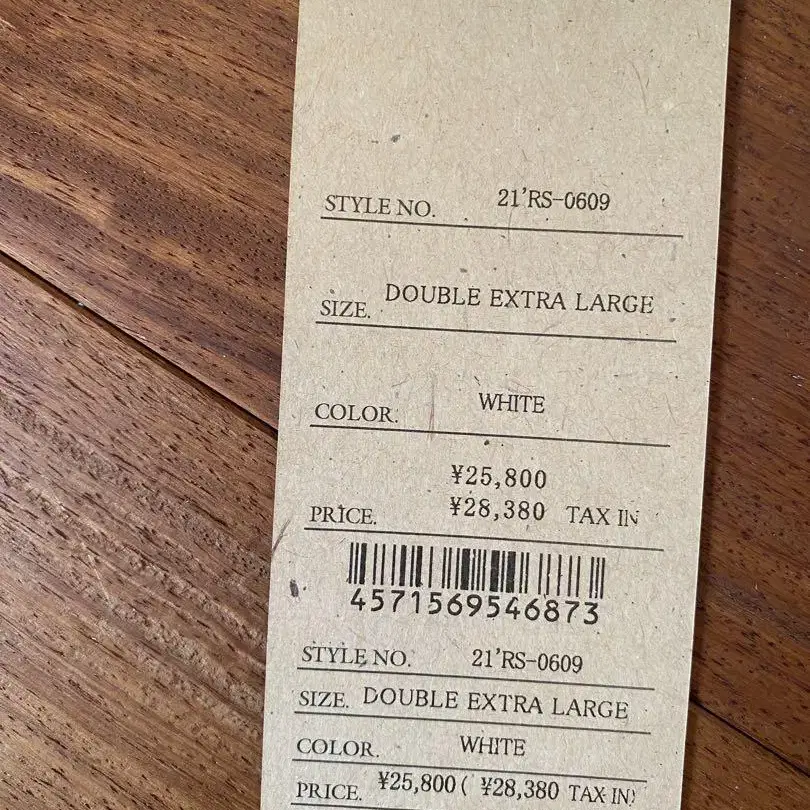 STYLE NO. 21'RS-0609
SIZE. DOUBLE EXTRA LARGE
COLOR. WHITE
¥25,800
PRICE. ¥28,380 TAX IN
4571569546873
STYLE NO. 21'RS-0609
SIZE. DOUBLE EXTRA LARGE
COLOR. WHITE
PRICE. ¥25,800 ( ¥28,380 TAX IN)